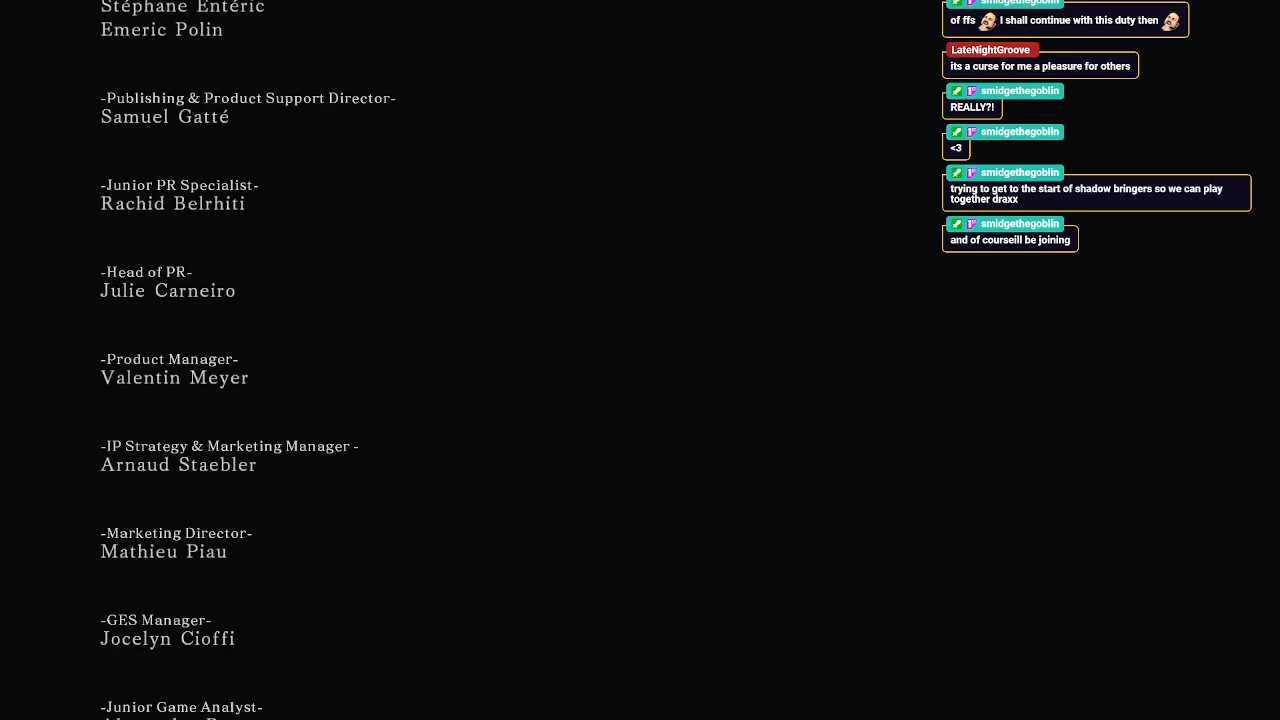 Stéphane Entéric
Emeric Polin
-Publishing & Product Support Director-
Samuel Gatté
-Junior PR Specialist-
Rachid Belrhiti
-Head of PR-
Julie Carneiro
-Product Manager-
Valentin Meyer
-IP Strategy & Marketing Manager -
Arnaud Staebler
-Marketing Director-
Mathieu Piau
-GES Manager-
Jocelyn Cioffi
-Junior Game Analyst-
smidgethegoblin
of ffs I shall continue with this duty then
LateNightGroove
its a curse for me a pleasure for others
smidgethegoblin
REALLY?!
smidgethegoblin
<3
smidgethegoblin
trying to get to the start of shadow bringers so we can play
together draxx
smidgethegoblin
and of courseill be joining